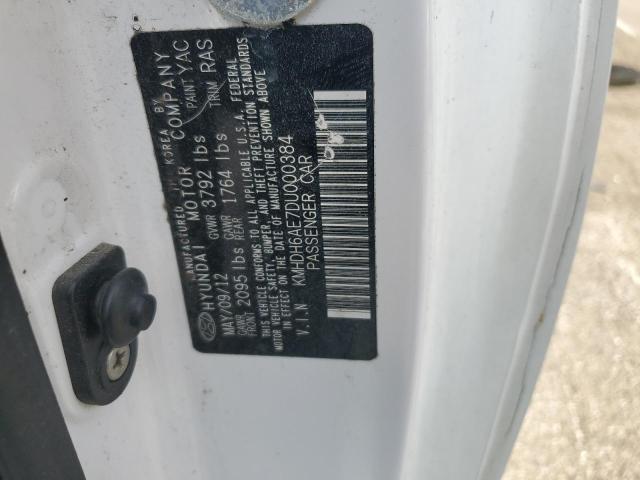 MANUFACTURED IN KOREA BY
HYUNDAI MOTOR COMPANY
MAY/09/12 GVWR 3792 lbs PAINT YAC
GAWR FRONT 2095 lbs GAWR REAR 1764 lbs TRIM RAS
THIS VEHICLE CONFORMS TO ALL APPLICABLE U.S.A. FEDERAL
MOTOR VEHICLE SAFETY, BUMPER, AND THEFT PREVENTION STANDARDS
IN EFFECT ON THE DATE OF MANUFACTURE SHOWN ABOVE
V.I.N KMHDH6AE7DU000384
PASSENGER CAR